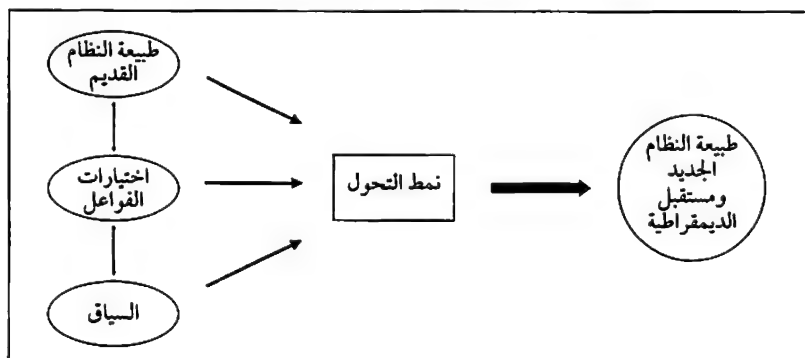 طبيعة النظام
القديم
اختيارات
الفواعل
السياق
نمط التحول
طبيعة النظام
الجديد
ومستقبل
الديمقراطية